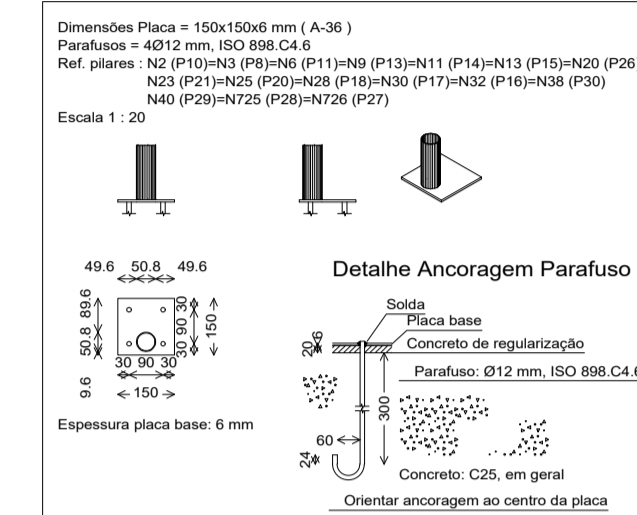 Dimensões Placa = 150x150x6 mm ( A-36 )
Parafusos = 4Ø12 mm, ISO 898.C4.6
Ref. pilares : N2 (P10)=N3 (P8)=N6 (P11)=N9 (P13)=N11 (P14)=N13 (P15)=N20 (P26)
N23 (P21)=N25 (P20)=N28 (P18)=N30 (P17)=N32 (P16)=N38 (P30)
N40 (P29)=N725 (P28)=N726 (P27)
Escala 1 : 20
49.6 50.8 49.6
89.6
50.8
9.6
30
90
30
150
30 90 30
150
Espessura placa base: 6 mm
Detalhe Ancoragem Parafuso
Solda
Placa base
Concreto de regularização
Parafuso: Ø12 mm, ISO 898.C4.6
6
20
300
60
24
Concreto: C25, em geral
Orientar ancoragem ao centro da placa